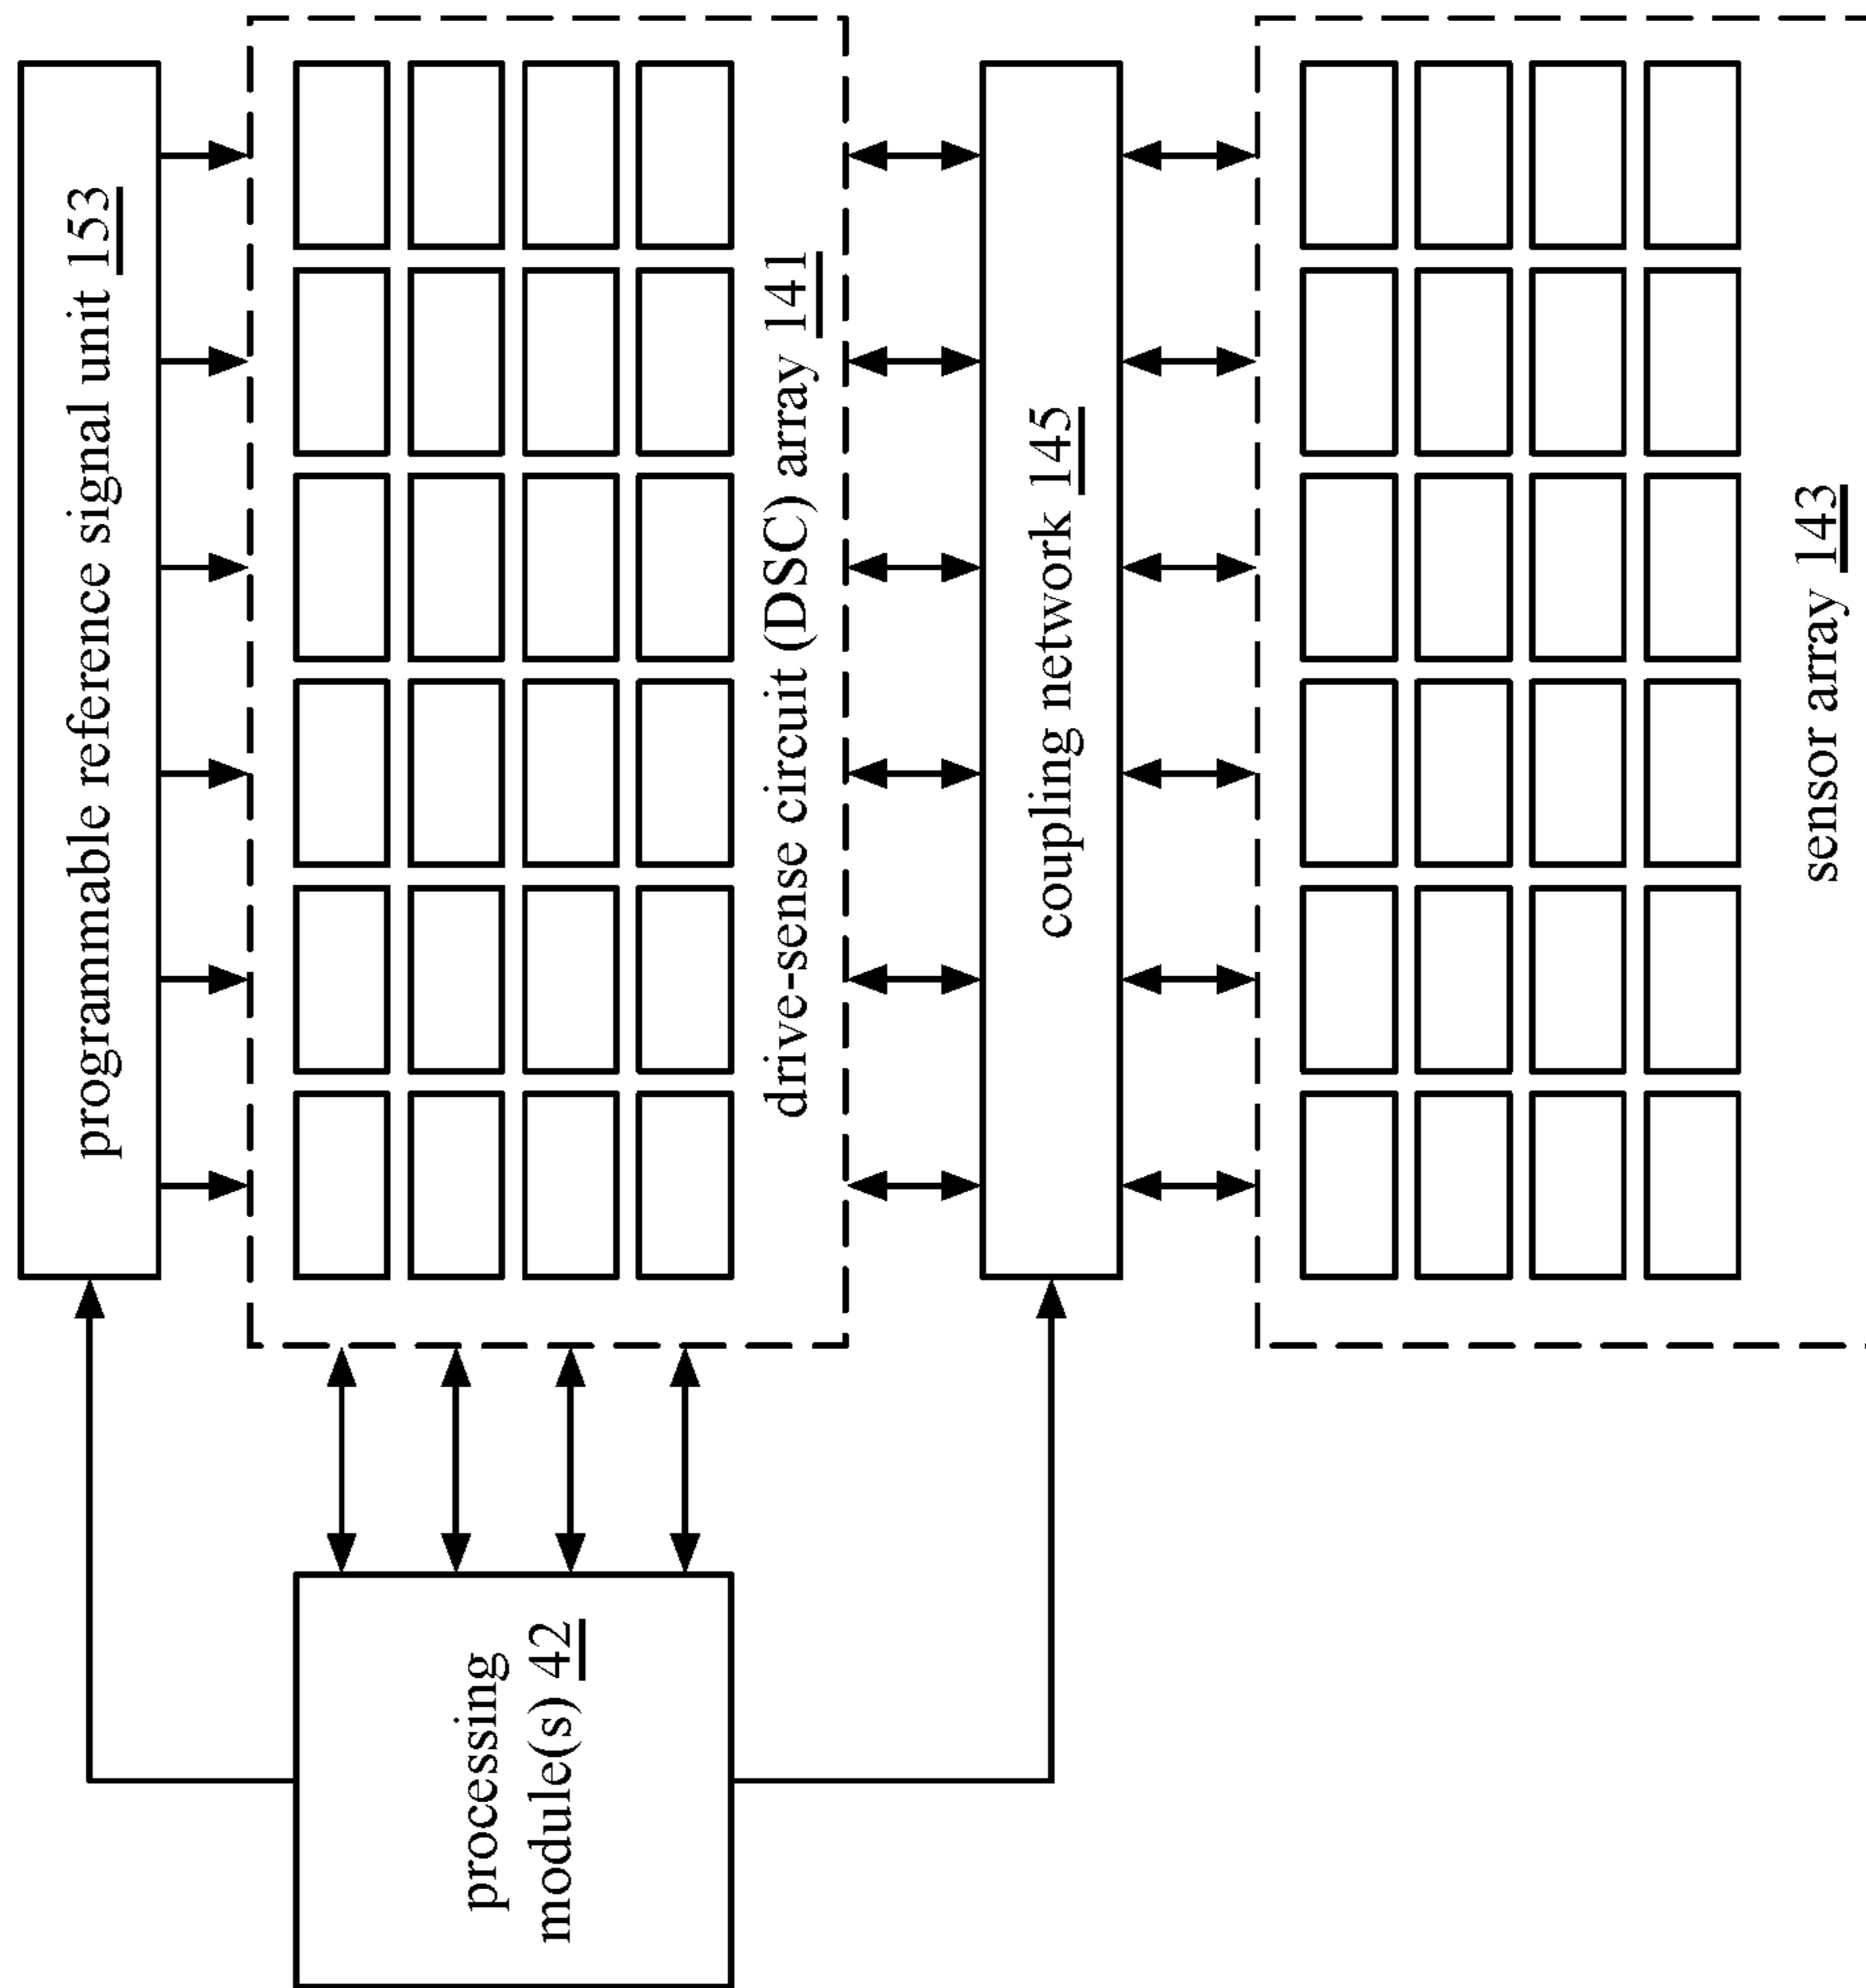 programmable reference signal unit 153
drive-sense circuit (DSC) array 141
processing
module(s) 42
coupling network 145
sensor array 143